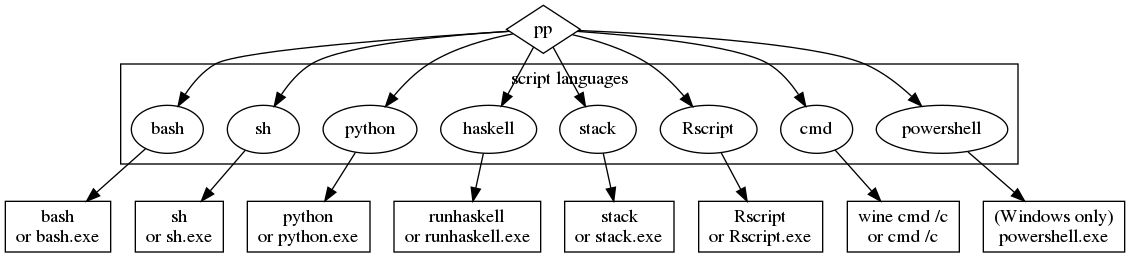 pp
script languages
bash
sh
python
haskell
stack
Rscript
cmd
powershell
bash
or bash.exe
sh
or sh.exe
python
or python.exe
runhaskell
or runhaskell.exe
stack
or stack.exe
Rscript
or Rscript.exe
wine cmd /c
or cmd /c
(Windows only)
powershell.exe